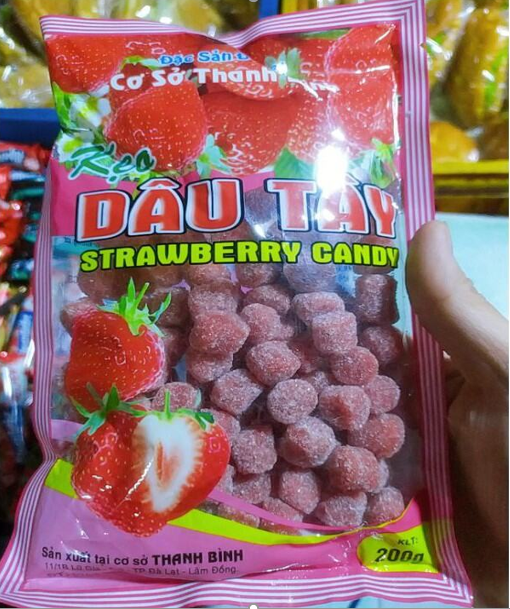 Đặc Sản
Cơ Sở Thanh
Kẹo
DÂU TÂY
STRAWBERRY CANDY
KLT:
200g
Sản xuất tại cơ sở THANH BÌNH
TP. Đà Lạt - Lâm Đồng